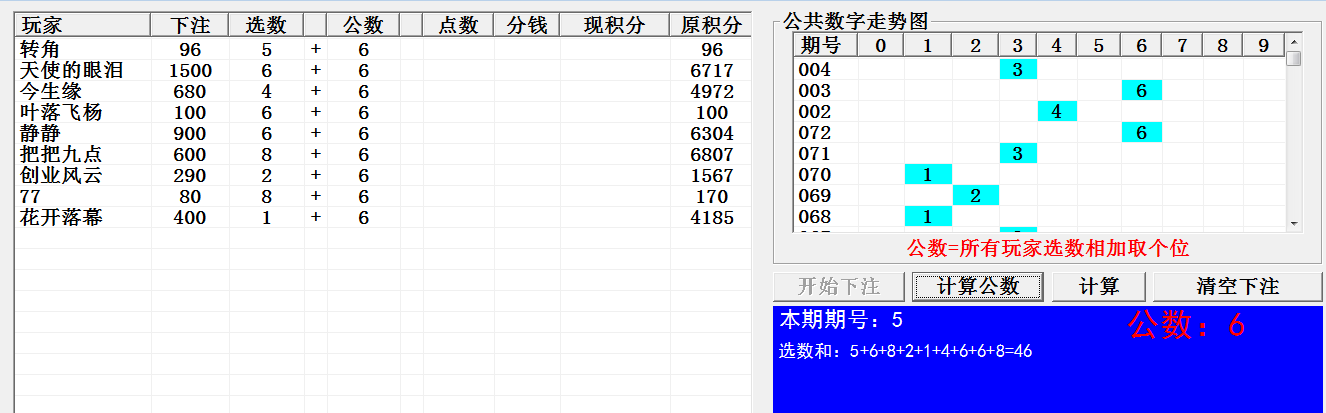 玩家 下注 选数 公数 点数 分钱 现积分 原积分
转角 96 5 + 6 96
天使的眼泪 1500 6 + 6 6717
今生缘 680 4 + 6 4972
叶落飞杨 100 6 + 6 100
静静 900 6 + 6 6304
把把九点 600 8 + 6 6807
创业风云 290 2 + 6 1567
77 80 8 + 6 170
花开落幕 400 1 + 6 4185
公共数字走势图
期号 0 1 2 3 4 5 6 7 8 9
004 3
003 6
002 4
072 6
071 3
070 1
069 2
068 1
公数=所有玩家选数相加取个位
开始下注 计算公数 计算 清空下注
本期期号：5 公数：6
选数和：5+6+8+2+1+4+6+6+8=46